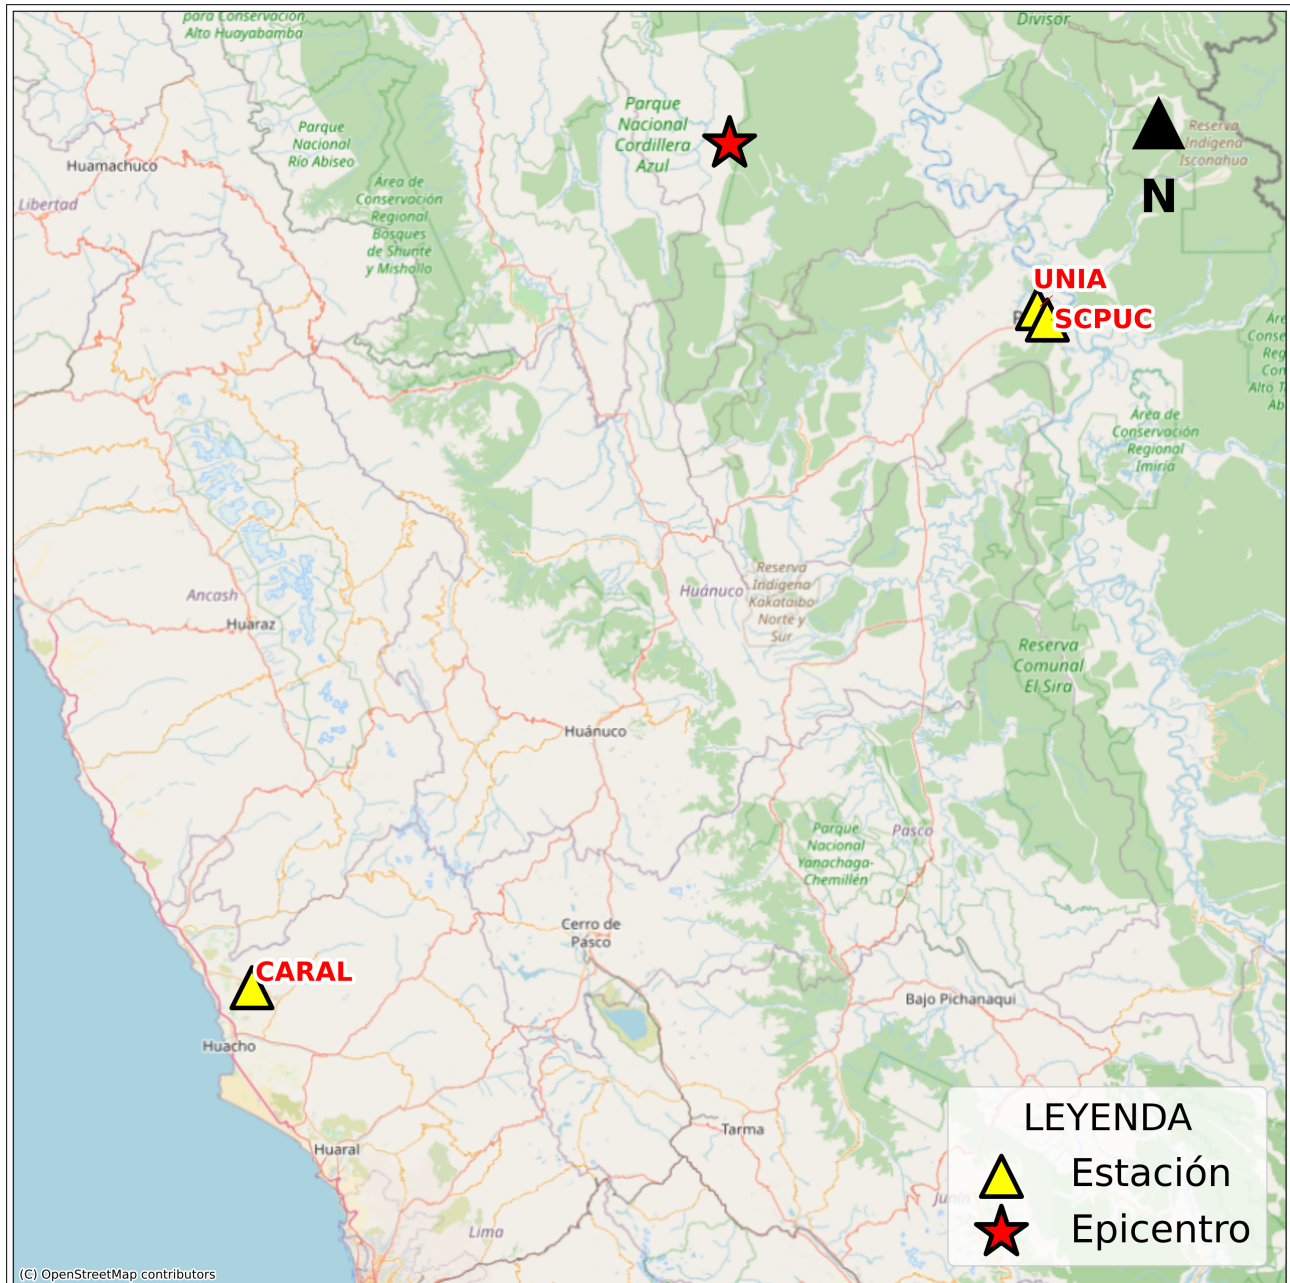 para Conservación
Alto Huayabamba
Divisor
Parque
Nacional
Cordillera
Azul
Parque
Nacional
Río Abiseo
Reserva
Indígena
Isconahua
Huamachuco
Libertad
Área de
Conservación
Regional
Bosques
de Shunté
y Mishollo
N
UNIA
SCPUC
Área de
Conservación
Regional
Imiria
Ancash
Huaraz
Huánuco
Reserva
Indígena
Kakataibo
Norte y
Sur
Reserva
Comunal
El Sira
Huánuco
Parque
Nacional
Yanachaga-
Chemillén
Pasco
Cerro de
Pasco
CARAL
Bajo Pichanaqui
Huacho
Huaral
Tarma
Junín
Lima
LEYENDA
Estación
Epicentro
(C) OpenStreetMap contributors